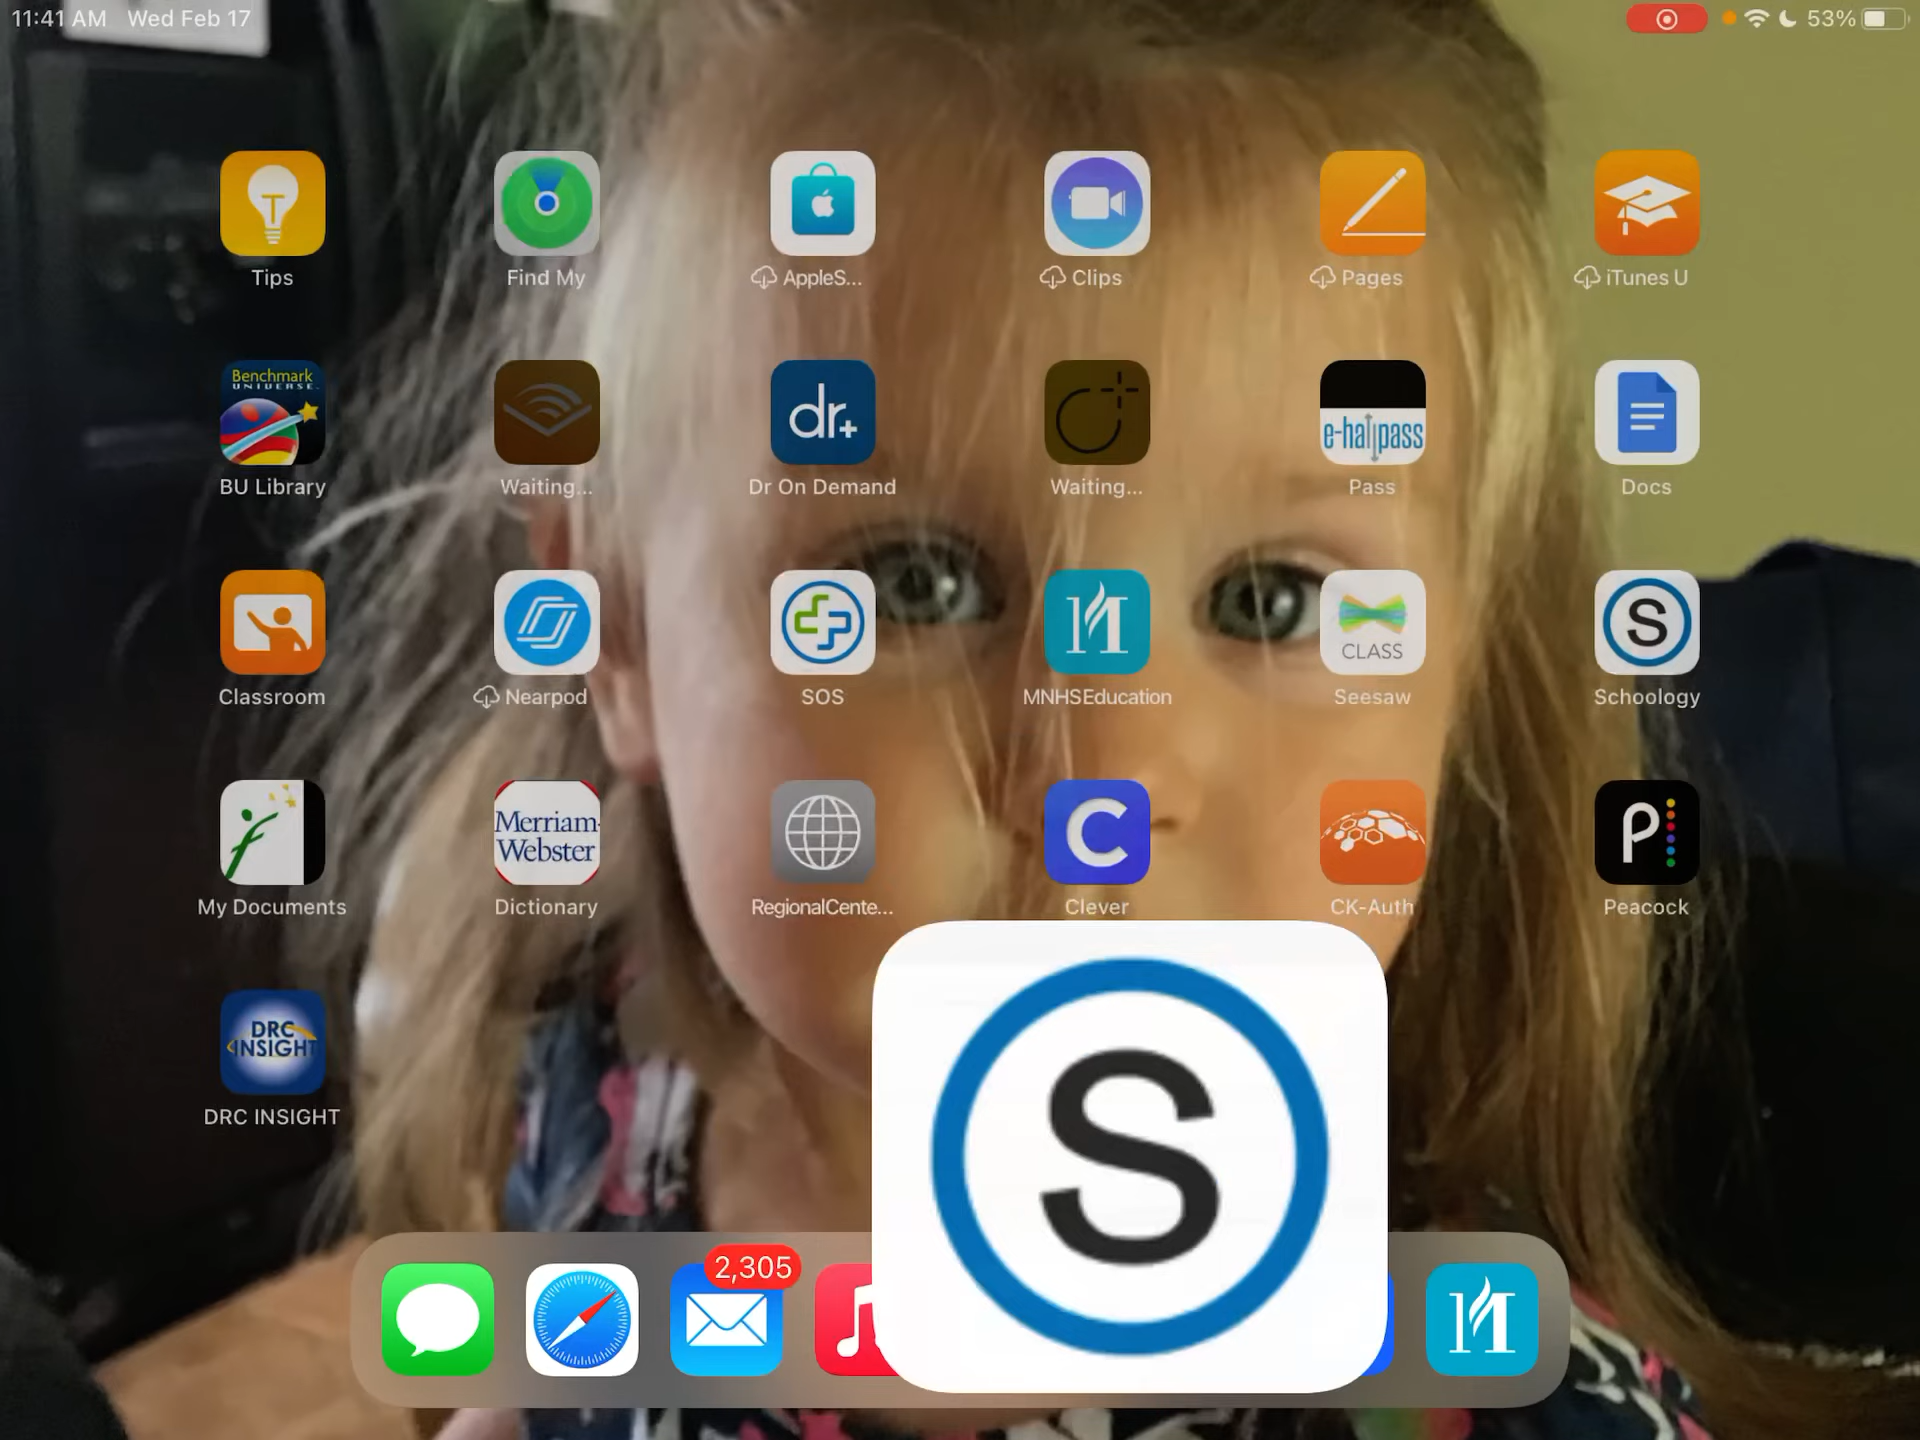 11:41 AM Wed Feb 17
53%
Tips
Find My
AppleS...
Clips
Pages
iTunes U
Benchmark
UNIVERSE
dr+
e-hallpass
BU Library
Waiting...
Dr On Demand
Waiting...
Pass
Docs
CLASS
S
Classroom
Nearpod
SOS
MNHSEducation
Seesaw
Schoology
Merriam-
Webster
C
P
My Documents
Dictionary
RegionalCente...
Clever
CK-Auth
Peacock
DRC
INSIGHT
DRC INSIGHT
S
2,305